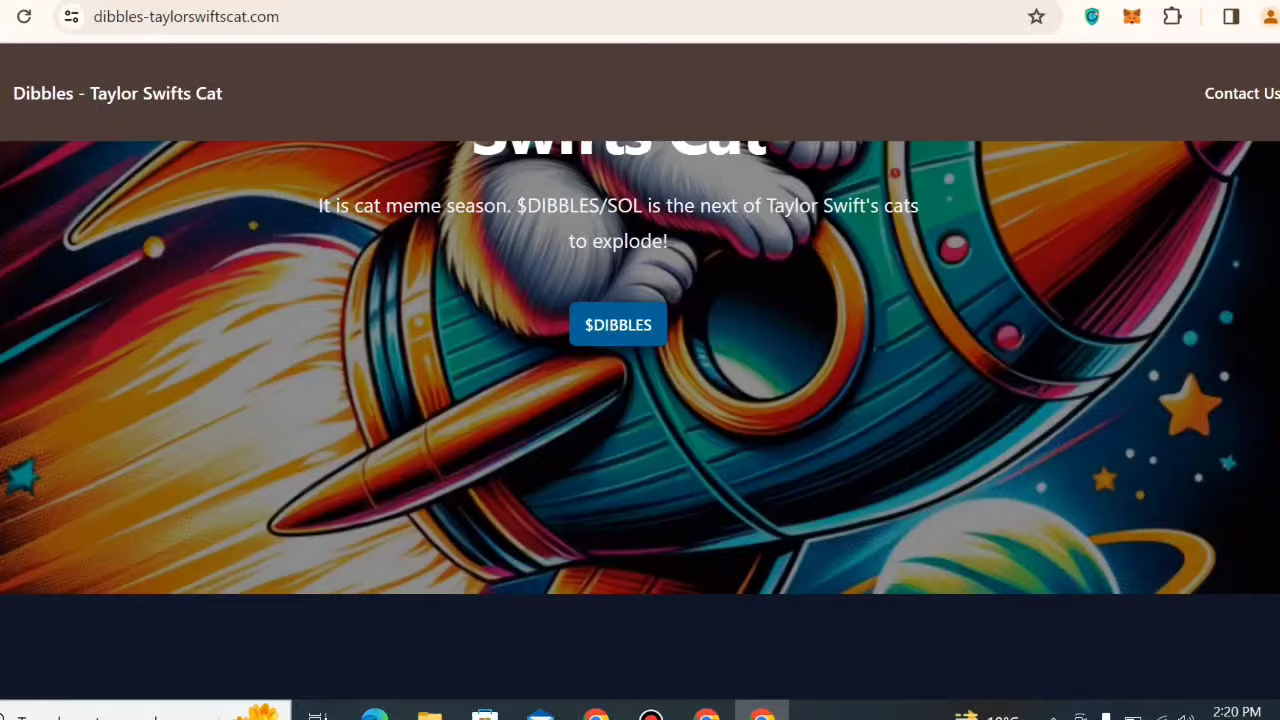 dibbles-taylorswiftscat.com
Dibbles - Taylor Swifts Cat
Contact Us
Swifts Cat
It is cat meme season. $DIBBLES/SOL is the next of Taylor Swift's cats
to explode!
$DIBBLES
2:20 PM